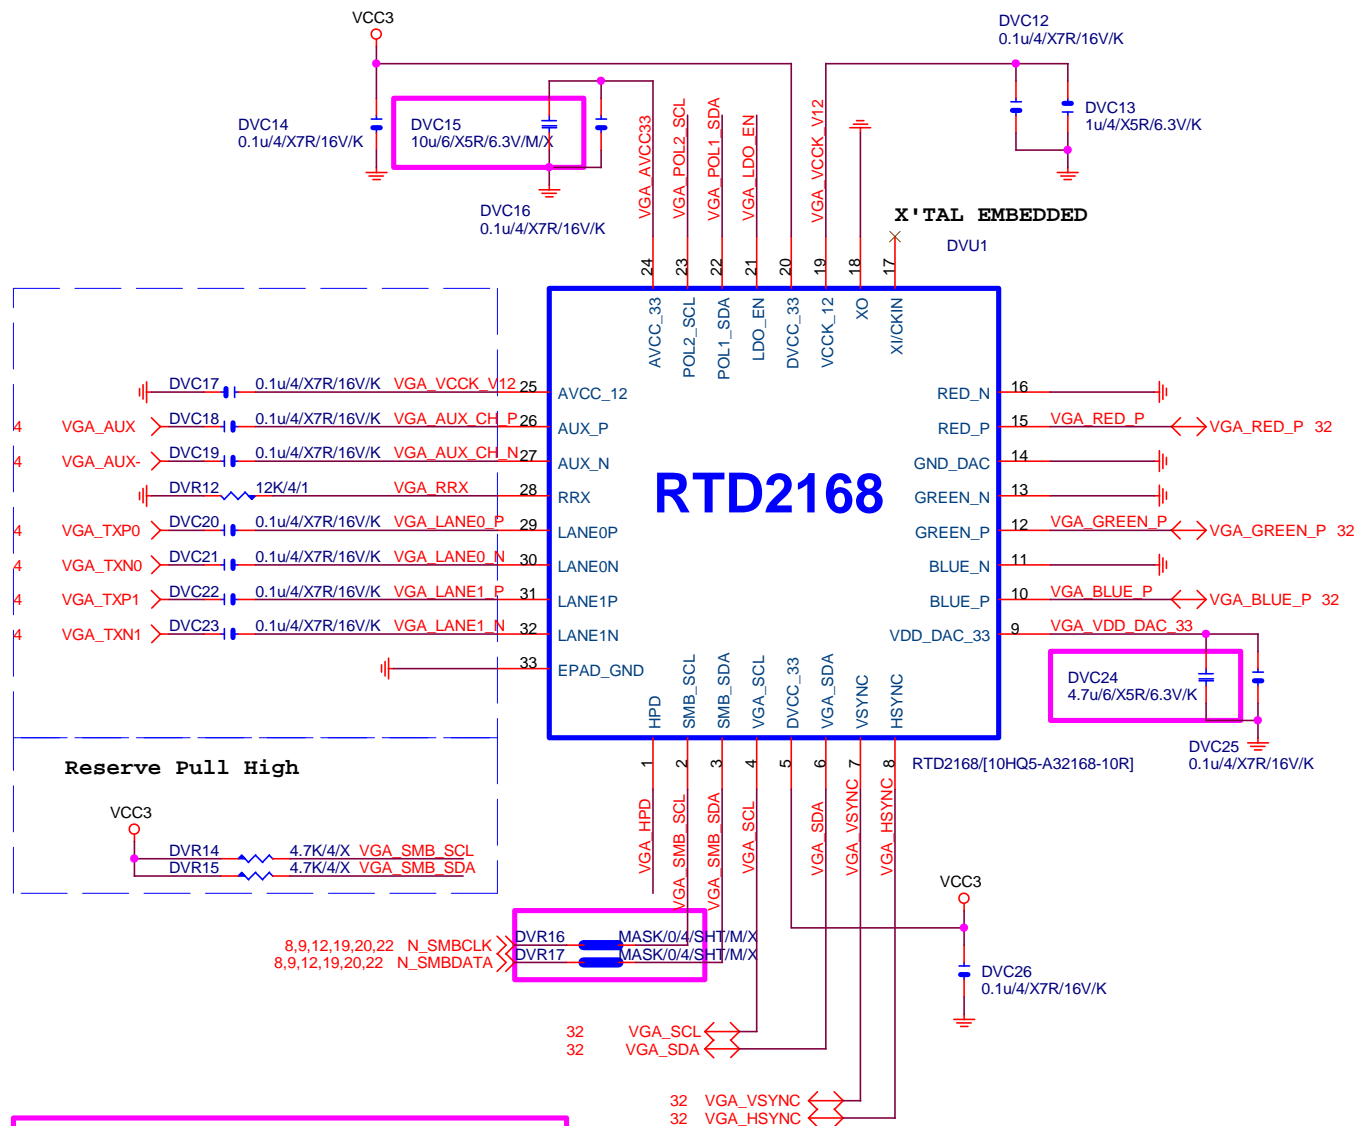 VCC3
DVC12
0.1u/4/X7R/16V/K
DVC14
0.1u/4/X7R/16V/K
DVC15
10u/6/X5R/6.3V/M/X
DVC13
1u/4/X5R/6.3V/K
DVC16
0.1u/4/X7R/16V/K
VGA_AVCC33
VGA_POL2_SCL
VGA_POL1_SDA
VGA_LDO_EN
VGA_VCCK_V12
X'TAL EMBEDDED
DVU1
24 23 22 21 20 19 18 17
AVCC_33
POL2_SCL
POL1_SDA
LDO_EN
DVCC_33
VCCK_12
XO
XI/CKIN
DVC17 0.1u/4/X7R/16V/K VGA_VCCK_V12 25 AVCC_12
4 VGA_AUX DVC18 0.1u/4/X7R/16V/K VGA_AUX_CH_P 26 AUX_P
4 VGA_AUX- DVC19 0.1u/4/X7R/16V/K VGA_AUX_CH_N 27 AUX_N
DVR12 12K/4/1 VGA_RRX 28 RRX
4 VGA_TXP0 DVC20 0.1u/4/X7R/16V/K VGA_LANE0_P 29 LANE0P
4 VGA_TXN0 DVC21 0.1u/4/X7R/16V/K VGA_LANE0_N 30 LANE0N
4 VGA_TXP1 DVC22 0.1u/4/X7R/16V/K VGA_LANE1_P 31 LANE1P
4 VGA_TXN1 DVC23 0.1u/4/X7R/16V/K VGA_LANE1_N 32 LANE1N
33 EPAD_GND
RTD2168
RED_N 16
RED_P 15 VGA_RED_P VGA_RED_P 32
GND_DAC 14
GREEN_N 13
GREEN_P 12 VGA_GREEN_P VGA_GREEN_P 32
BLUE_N 11
BLUE_P 10 VGA_BLUE_P VGA_BLUE_P 32
VDD_DAC_33 9 VGA_VDD_DAC_33
DVC24
4.7u/6/X5R/6.3V/K
DVC25
0.1u/4/X7R/16V/K
HPD
SMB_SCL
SMB_SDA
VGA_SCL
DVCC_33
VGA_SDA
VSYNC
HSYNC
1 2 3 4 5 6 7 8
RTD2168/[10HQ5-A32168-10R]
VGA_HPD
VGA_SMB_SCL
VGA_SMB_SDA
VGA_SCL
VGA_SDA
VGA_VSYNC
VGA_HSYNC
Reserve Pull High
VCC3
DVR14 4.7K/4/X VGA_SMB_SCL
DVR15 4.7K/4/X VGA_SMB_SDA
8,9,12,19,20,22 N_SMBCLK DVR16 MASK/0/4/SHT/M/X
8,9,12,19,20,22 N_SMBDATA DVR17 MASK/0/4/SHT/M/X
VCC3
DVC26
0.1u/4/X7R/16V/K
32 VGA_SCL
32 VGA_SDA
32 VGA_VSYNC
32 VGA_HSYNC